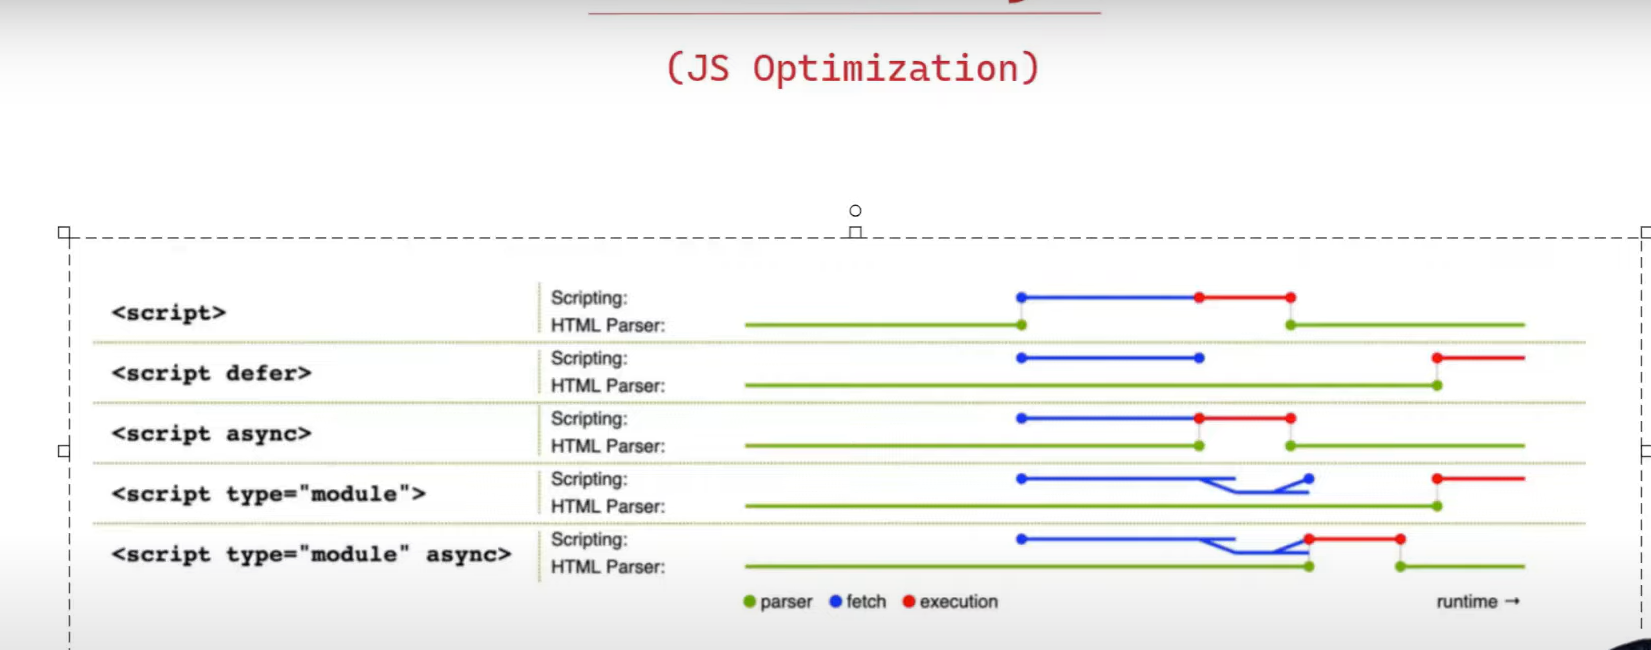 (JS Optimization)
<script>
Scripting:
HTML Parser:
<script defer>
Scripting:
HTML Parser:
<script async>
Scripting:
HTML Parser:
<script type="module">
Scripting:
HTML Parser:
<script type="module" async>
Scripting:
HTML Parser:
parser fetch execution runtime →